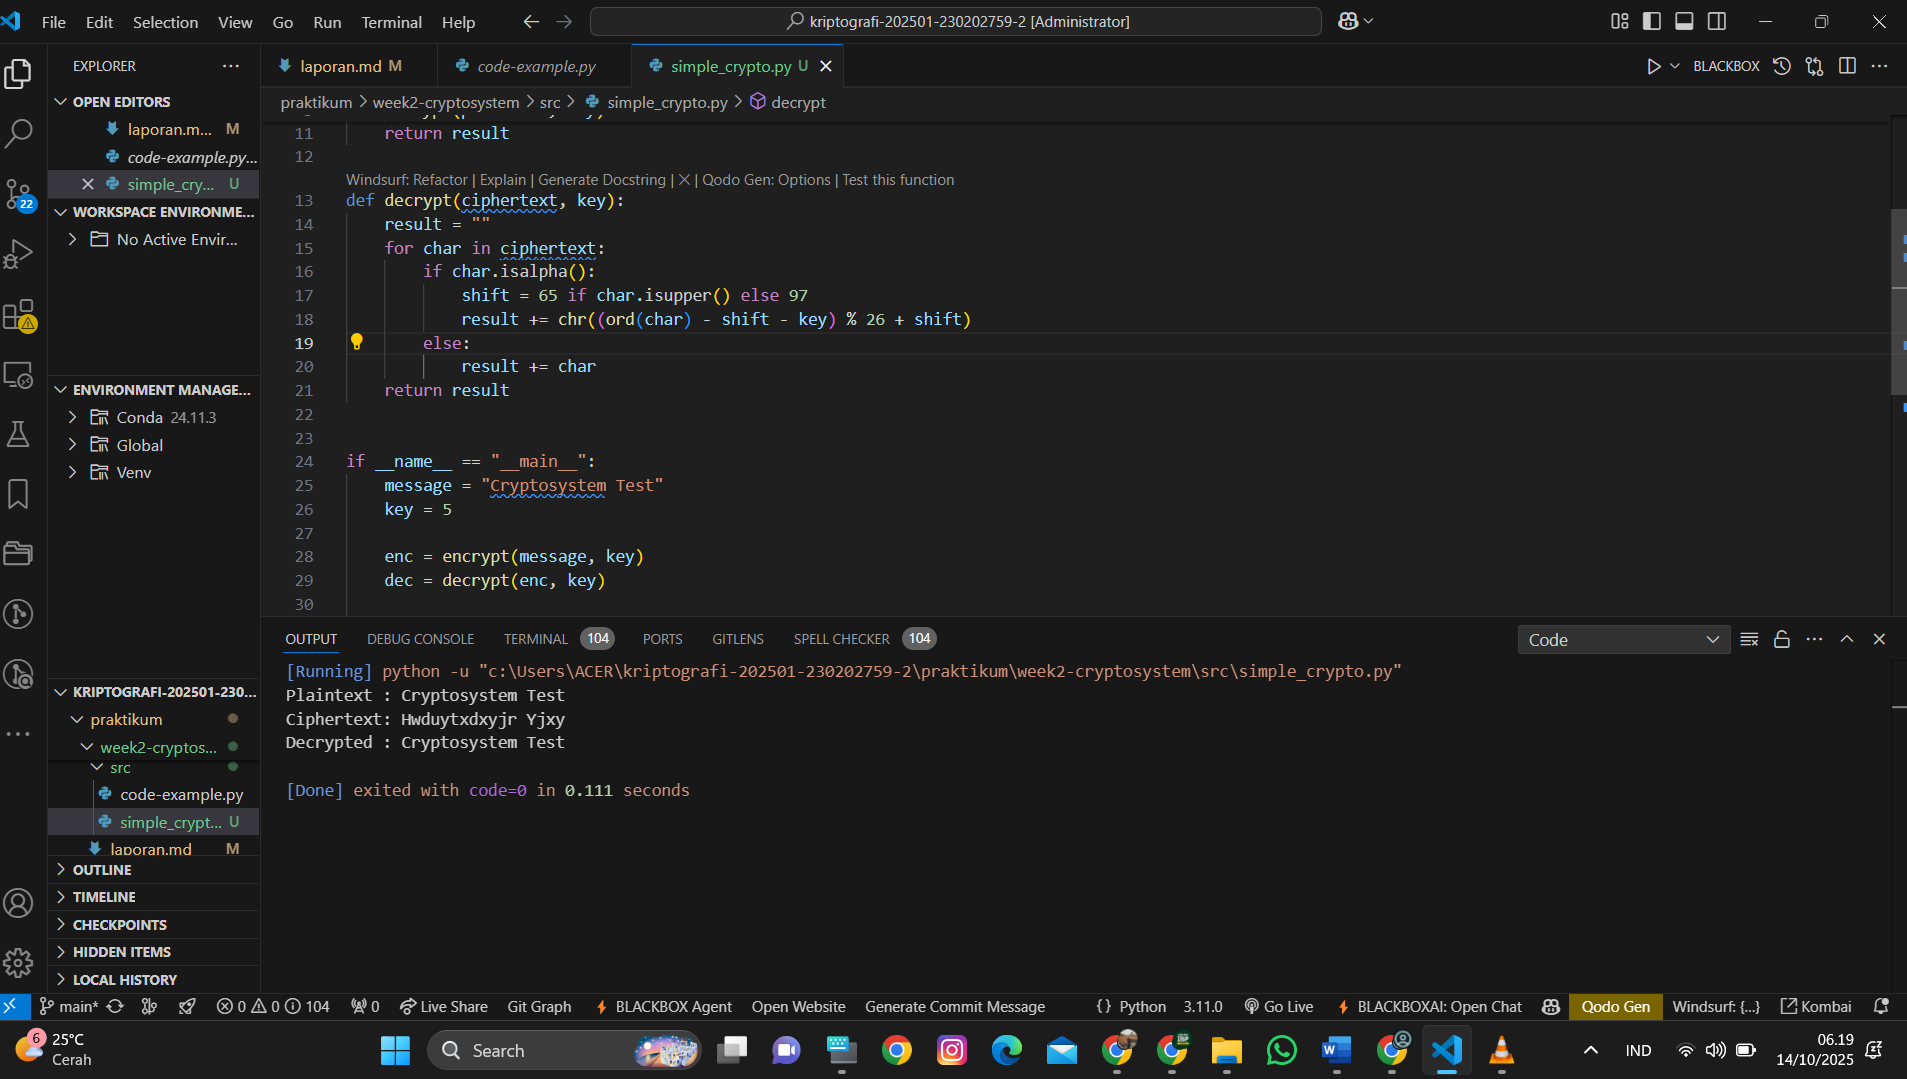 File Edit Selection View Go Run Terminal Help
kriptografi-202501-230202759-2 [Administrator]
EXPLORER
OPEN EDITORS
laporan.m... M
code-example.py...
simple_cry... U
WORKSPACE ENVIRONME...
No Active Envir...
ENVIRONMENT MANAGE...
Conda 24.11.3
Global
Venv
KRIPTOGRAFI-202501-230...
praktikum
week2-cryptos...
src
code-example.py
simple_crypt... U
laporan.md M
OUTLINE
TIMELINE
CHECKPOINTS
HIDDEN ITEMS
LOCAL HISTORY
22
laporan.md M
code-example.py
simple_crypto.py U
BLACKBOX
praktikum > week2-cryptosystem > src > simple_crypto.py > decrypt
11 return result
12
Windsurf: Refactor | Explain | Generate Docstring | X | Qodo Gen: Options | Test this function
13 def decrypt(ciphertext, key):
14 result = ""
15 for char in ciphertext:
16 if char.isalpha():
17 shift = 65 if char.isupper() else 97
18 result += chr((ord(char) - shift - key) % 26 + shift)
19 else:
20 result += char
21 return result
22
23
24 if __name__ == "__main__":
25 message = "Cryptosystem Test"
26 key = 5
27
28 enc = encrypt(message, key)
29 dec = decrypt(enc, key)
30
OUTPUT DEBUG CONSOLE TERMINAL 104 PORTS GITLENS SPELL CHECKER 104
Code
[Running] python -u "c:\Users\ACER\kriptografi-202501-230202759-2\praktikum\week2-cryptosystem\src\simple_crypto.py"
Plaintext : Cryptosystem Test
Ciphertext: Hwduytxdxyjr Yjxy
Decrypted : Cryptosystem Test
[Done] exited with code=0 in 0.111 seconds
main* 0 0 104 0 Live Share Git Graph BLACKBOX Agent Open Website Generate Commit Message {} Python 3.11.0 Go Live BLACKBOXAI: Open Chat Qodo Gen Windsurf: {...} Kombai
6
25°C
Cerah
Search
IND
06.19
14/10/2025